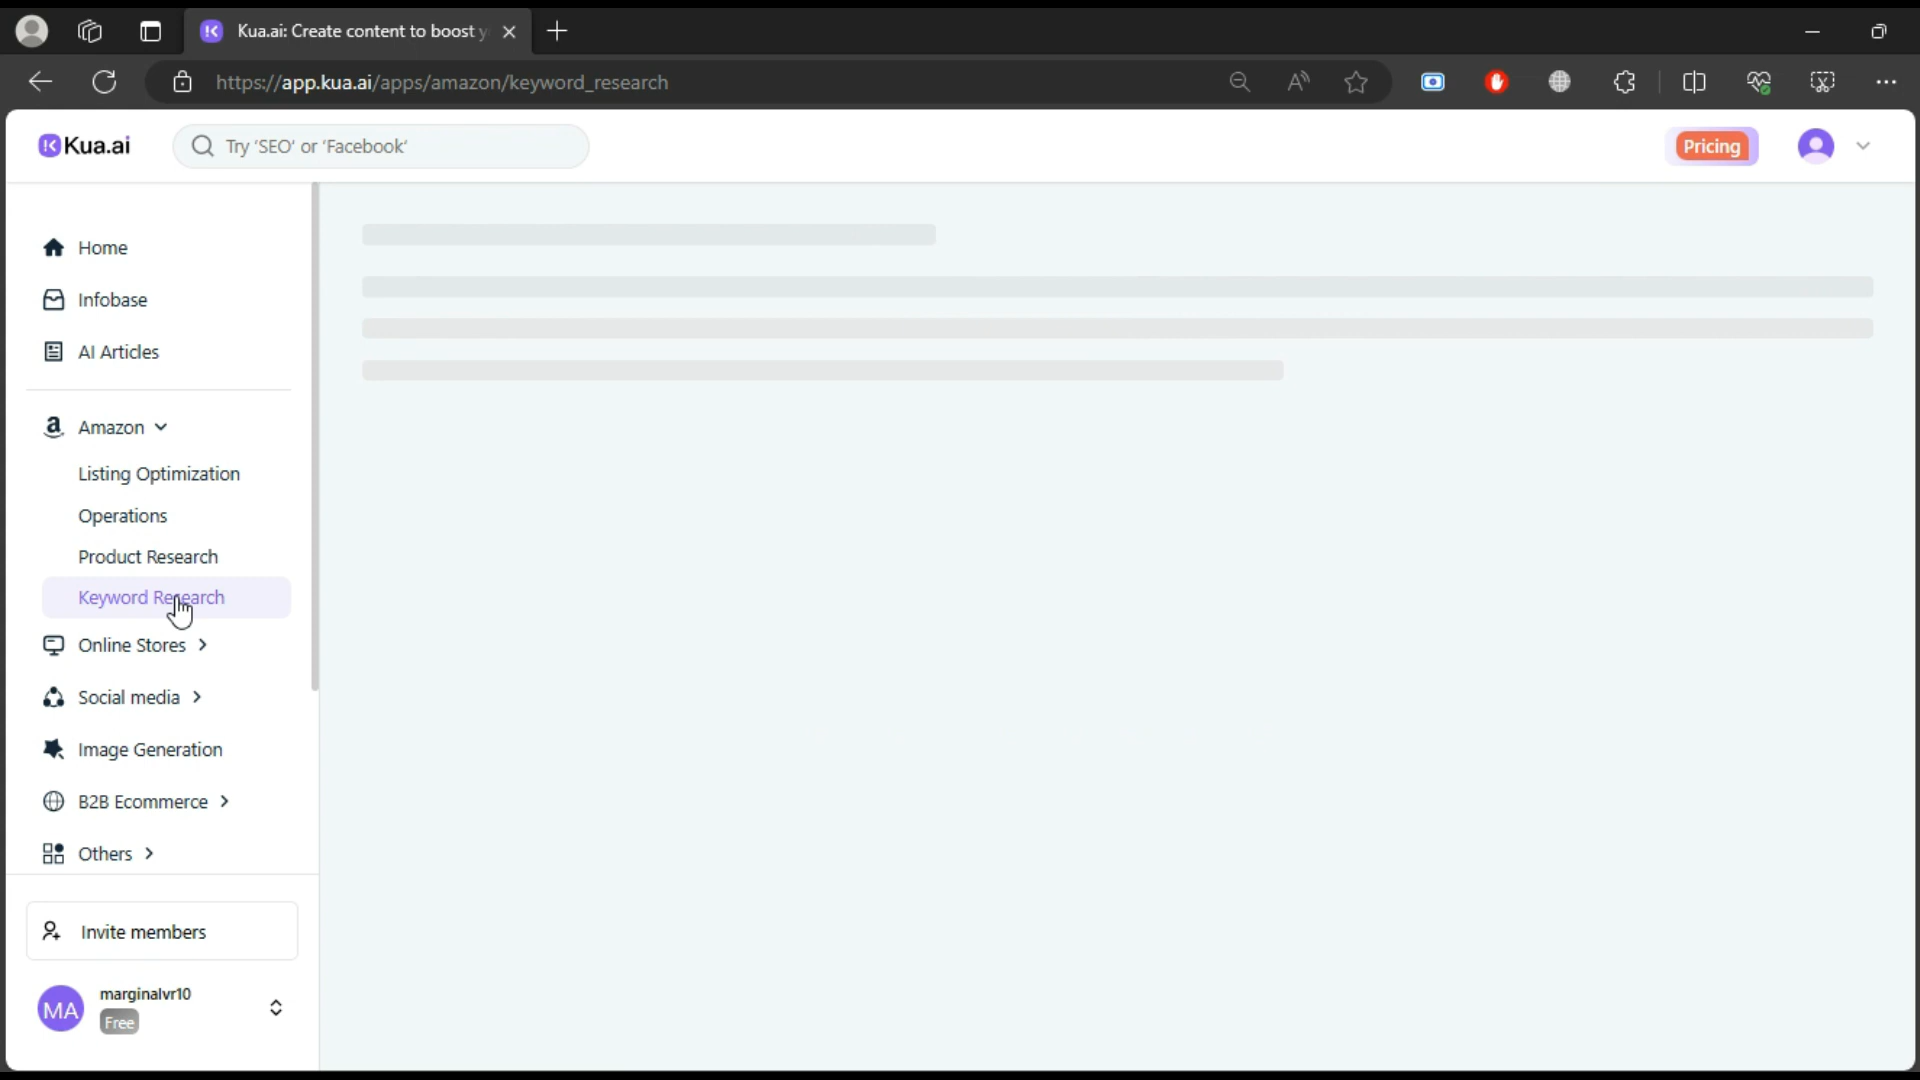 Kua.ai: Create content to boost y
https://app.kua.ai/apps/amazon/keyword_research
Kua.ai
Try 'SEO' or 'Facebook'
Pricing
Home
Infobase
AI Articles
Amazon
Listing Optimization
Operations
Product Research
Keyword Research
Online Stores
Social media
Image Generation
B2B Ecommerce
Others
Invite members
MA
marginalvr10
Free